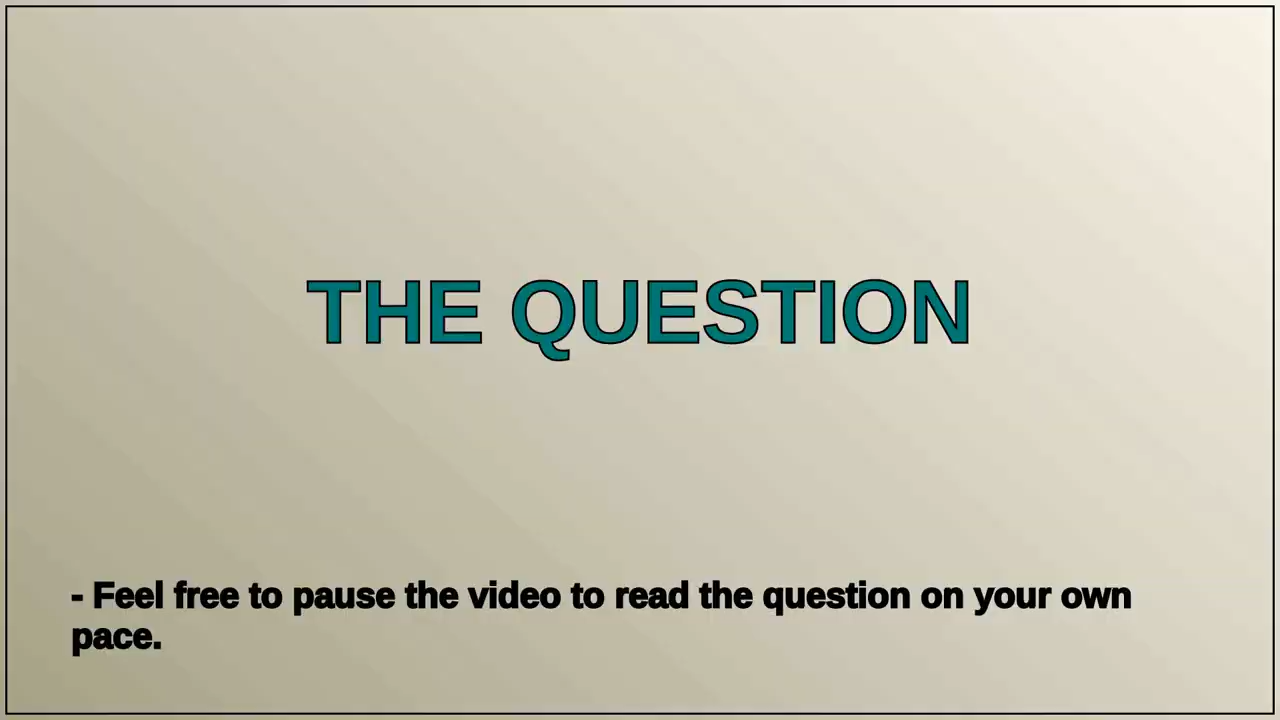 THE QUESTION
- Feel free to pause the video to read the question on your own
pace.